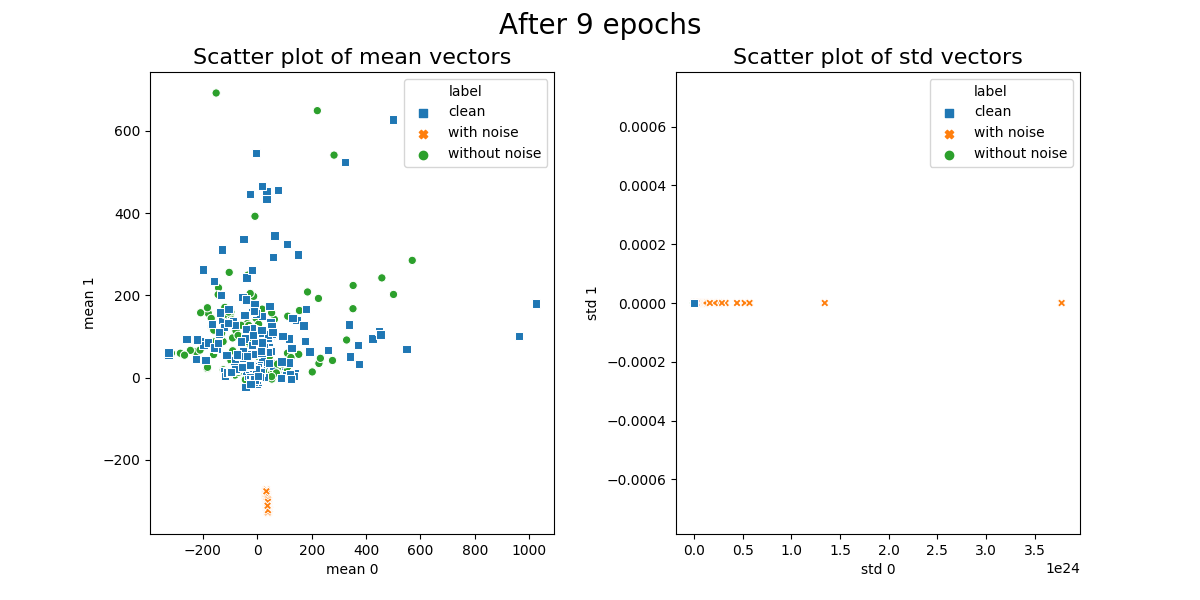 After 9 epochs
Scatter plot of mean vectors
label
clean
with noise
without noise
600
400
200
0
−200
mean 1
−200
0
200
400
600
800
1000
mean 0
Scatter plot of std vectors
label
clean
with noise
without noise
0.0006
0.0004
0.0002
0.0000
−0.0002
−0.0004
−0.0006
std 1
0.0
0.5
1.0
1.5
2.0
2.5
3.0
3.5
1e24
std 0